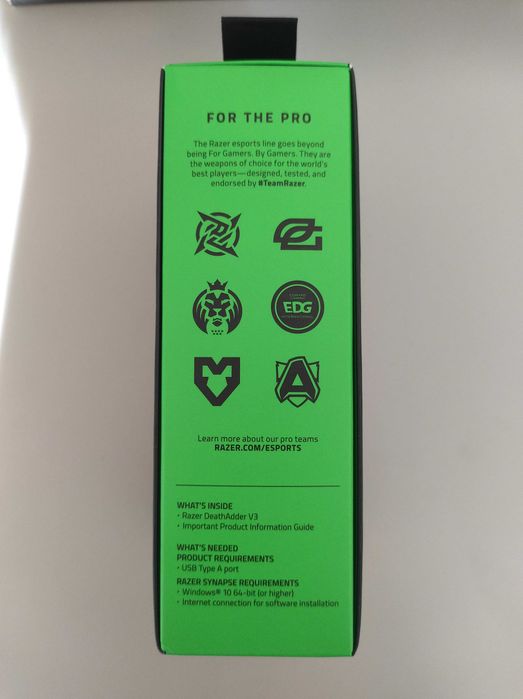 FOR THE PRO
The Razer esports line goes beyond
being For Gamers. By Gamers. They are
the weapons of choice for the world's
best players—designed, tested, and
endorsed by #TeamRazer.
EDG
A
Learn more about our pro teams
RAZER.COM/ESPORTS
WHAT'S INSIDE
• Razer DeathAdder V3
• Important Product Information Guide
WHAT'S NEEDED
PRODUCT REQUIREMENTS
• USB Type A port
RAZER SYNAPSE REQUIREMENTS
• Windows® 10 64-bit (or higher)
• Internet connection for software installation